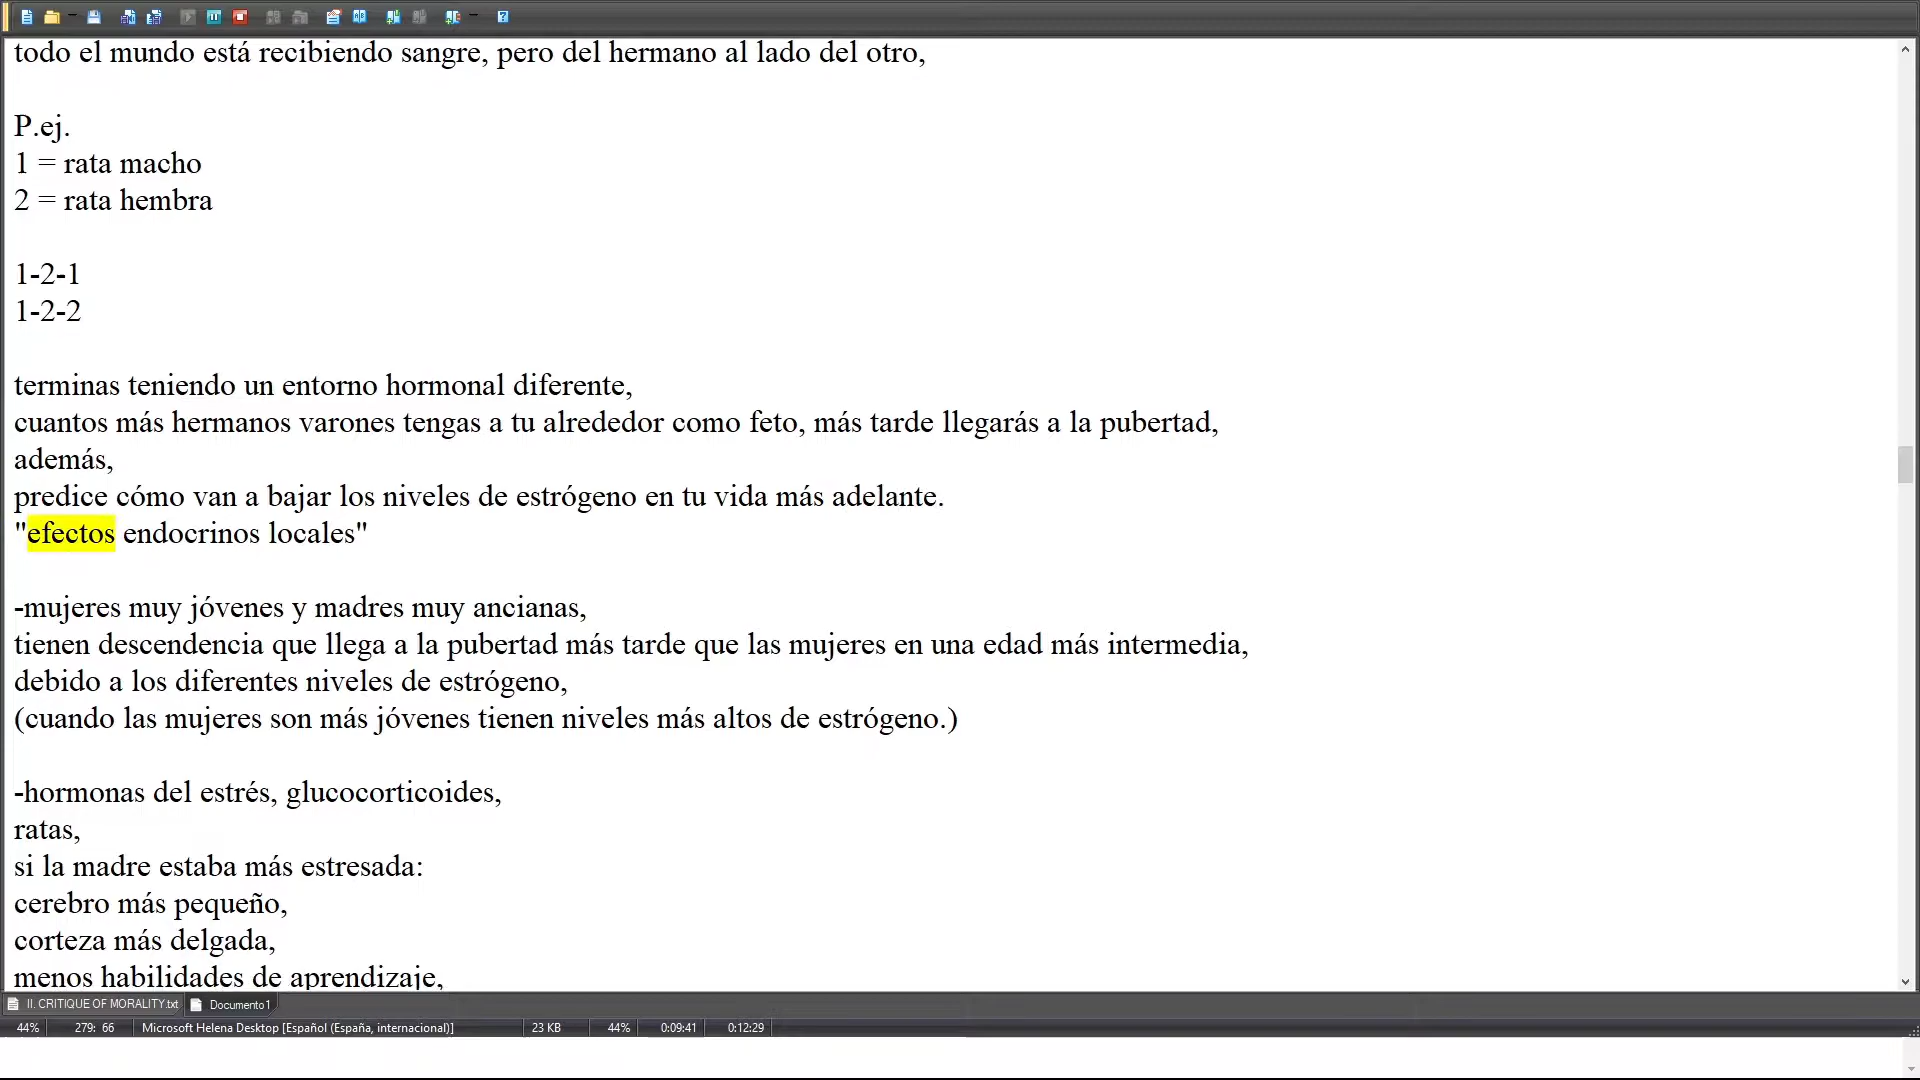 todo el mundo está recibiendo sangre, pero del hermano al lado del otro,
P.ej.
1 = rata macho
2 = rata hembra
1-2-1
1-2-2
terminas teniendo un entorno hormonal diferente,
cuantos más hermanos varones tengas a tu alrededor como feto, más tarde llegarás a la pubertad,
además,
predice cómo van a bajar los niveles de estrógeno en tu vida más adelante.
"efectos endocrinos locales"
-mujeres muy jóvenes y madres muy ancianas,
tienen descendencia que llega a la pubertad más tarde que las mujeres en una edad más intermedia,
debido a los diferentes niveles de estrógeno,
(cuando las mujeres son más jóvenes tienen niveles más altos de estrógeno.)
-hormonas del estrés, glucocorticoides,
ratas,
si la madre estaba más estresada:
cerebro más pequeño,
corteza más delgada,
menos habilidades de aprendizaje,
II. CRITIQUE OF MORALITY.txt Documento1
44% 279: 66 Microsoft Helena Desktop [Español (España, internacional)] 23 KB 44% 0:09:41 0:12:29